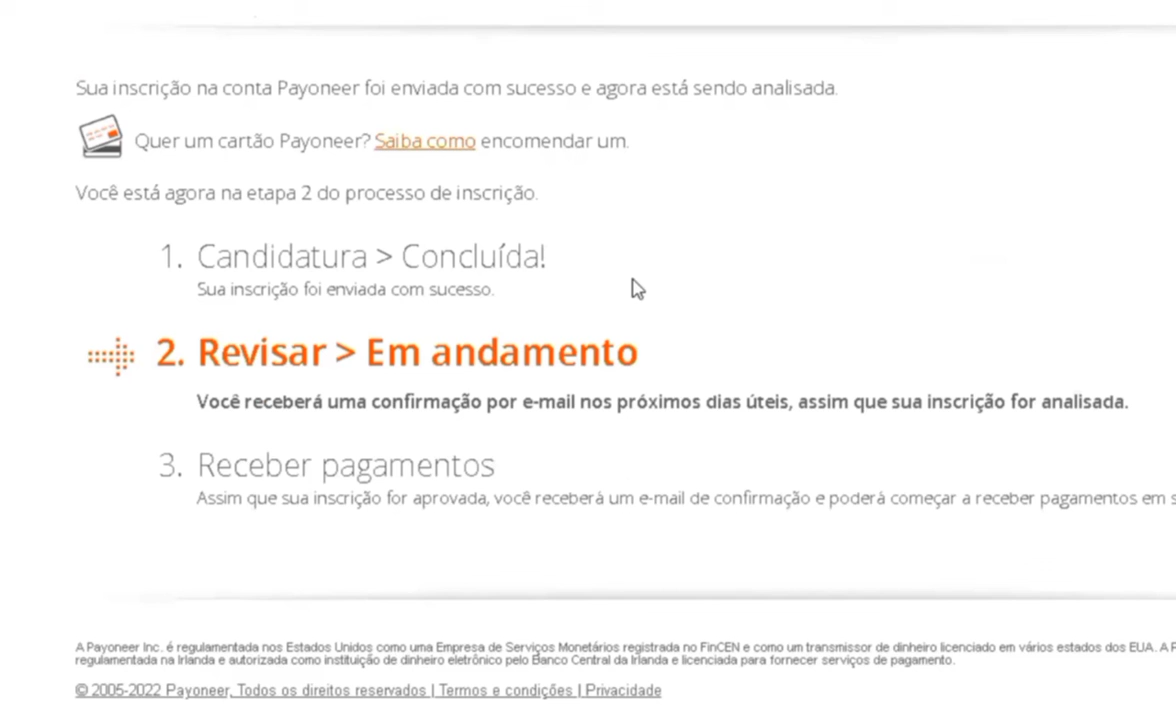 Sua inscrição na conta Payoneer foi enviada com sucesso e agora está sendo analisada.
Quer um cartão Payoneer? Saiba como encomendar um.
Você está agora na etapa 2 do processo de inscrição.
1. Candidatura > Concluída!
Sua inscrição foi enviada com sucesso.
2. Revisar > Em andamento
Você receberá uma confirmação por e-mail nos próximos dias úteis, assim que sua inscrição for analisada.
3. Receber pagamentos
Assim que sua inscrição for aprovada, você receberá um e-mail de confirmação e poderá começar a receber pagamentos em s
A Payoneer Inc. é regulamentada nos Estados Unidos como uma Empresa de Serviços Monetários registrada no FinCEN e como um transmissor de dinheiro licenciado em vários estados dos EUA. A P
regulamentada na Irlanda e autorizada como instituição de dinheiro eletrônico pelo Banco Central da Irlanda e licenciada para fornecer serviços de pagamento.
© 2005-2022 Payoneer, Todos os direitos reservados | Termos e condições | Privacidade